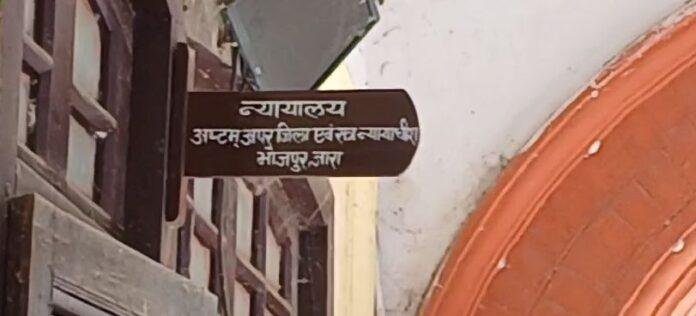 न्यायालय
अष्टम् अपर जिला एवं सत्र न्यायाधीश
भोजपुर, आरा